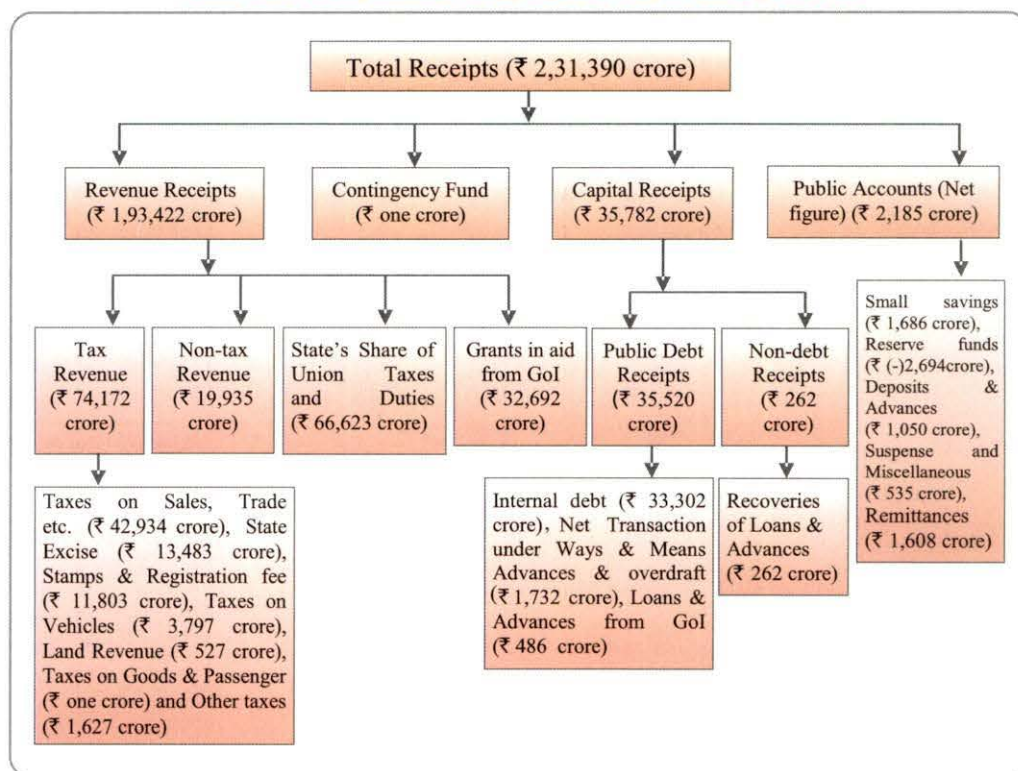 Total Receipts (₹ 2,31,390 crore)
Revenue Receipts
(₹ 1,93,422 crore)
Contingency Fund
(₹ one crore)
Capital Receipts
(₹ 35,782 crore)
Public Accounts (Net
figure) (₹ 2,185 crore)
Tax
Revenue
(₹ 74,172
crore)
Non-tax
Revenue
(₹ 19,935
crore)
State's Share of
Union Taxes
and Duties
(₹ 66,623 crore)
Grants in aid
from GoI
(₹ 32,692
crore)
Public Debt
Receipts
(₹ 35,520
crore)
Non-debt
Receipts
(₹ 262
crore)
Small savings
(₹ 1,686 crore),
Reserve funds
(₹ (-)2,694crore),
Deposits &
Advances
(₹ 1,050 crore),
Suspense and
Miscellaneous
(₹ 535 crore),
Remittances
(₹ 1,608 crore)
Taxes on Sales, Trade
etc. (₹ 42,934 crore), State
Excise (₹ 13,483 crore),
Stamps & Registration fee
(₹ 11,803 crore), Taxes on
Vehicles (₹ 3,797 crore),
Land Revenue (₹ 527 crore),
Taxes on Goods & Passenger
(₹ one crore) and Other taxes
(₹ 1,627 crore)
Internal debt (₹ 33,302
crore), Net Transaction
under Ways & Means
Advances & overdraft
(₹ 1,732 crore), Loans &
Advances from GoI
(₹ 486 crore)
Recoveries
of Loans &
Advances
(₹ 262 crore)